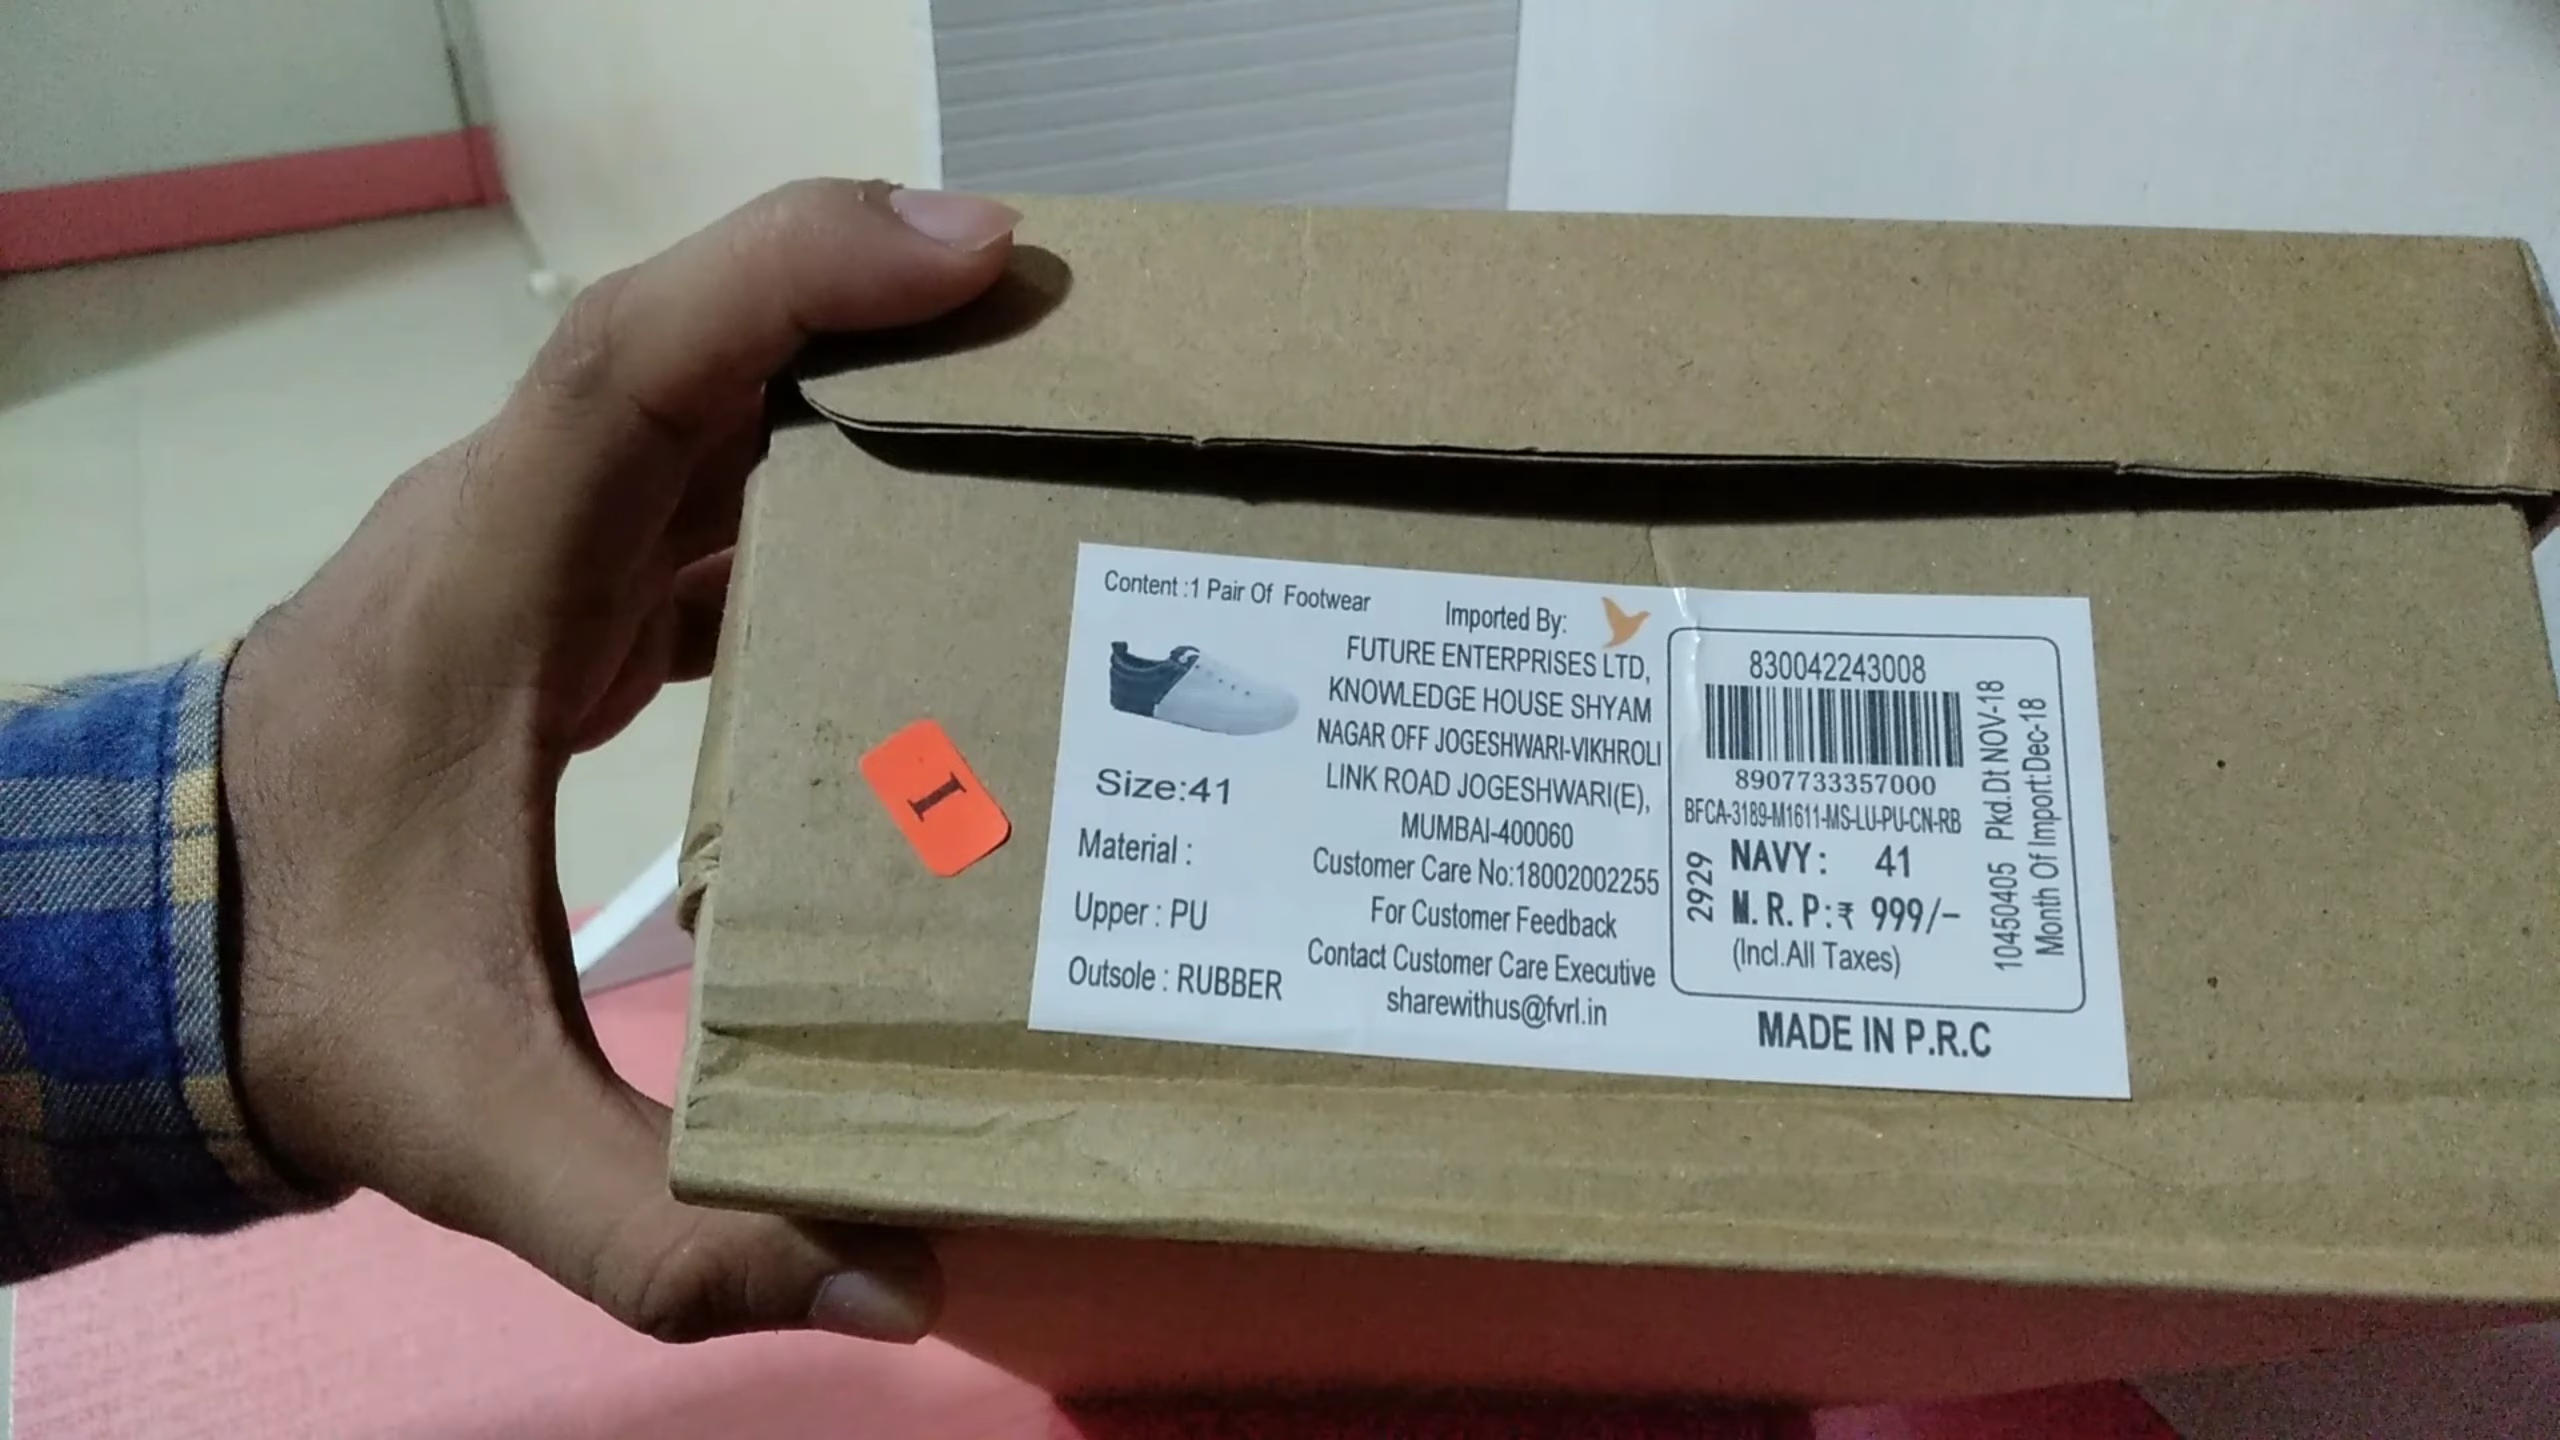 Content :1 Pair Of Footwear
Size:41
Material :
Upper : PU
Outsole : RUBBER
Imported By:
FUTURE ENTERPRISES LTD,
KNOWLEDGE HOUSE SHYAM
NAGAR OFF JOGESHWARI-VIKHROLI
LINK ROAD JOGESHWARI(E),
MUMBAI-400060
Customer Care No:18002002255
For Customer Feedback
Contact Customer Care Executive
sharewithus@fvrl.in
830042243008
8907733357000
BFCA-3189-M1611-MS-LU-PU-CN-RB
2929
NAVY: 41
M.R.P:₹ 999/-
(Incl.All Taxes)
10450405 Pkd.Dt NOV-18
Month Of Import:Dec-18
MADE IN P.R.C
I